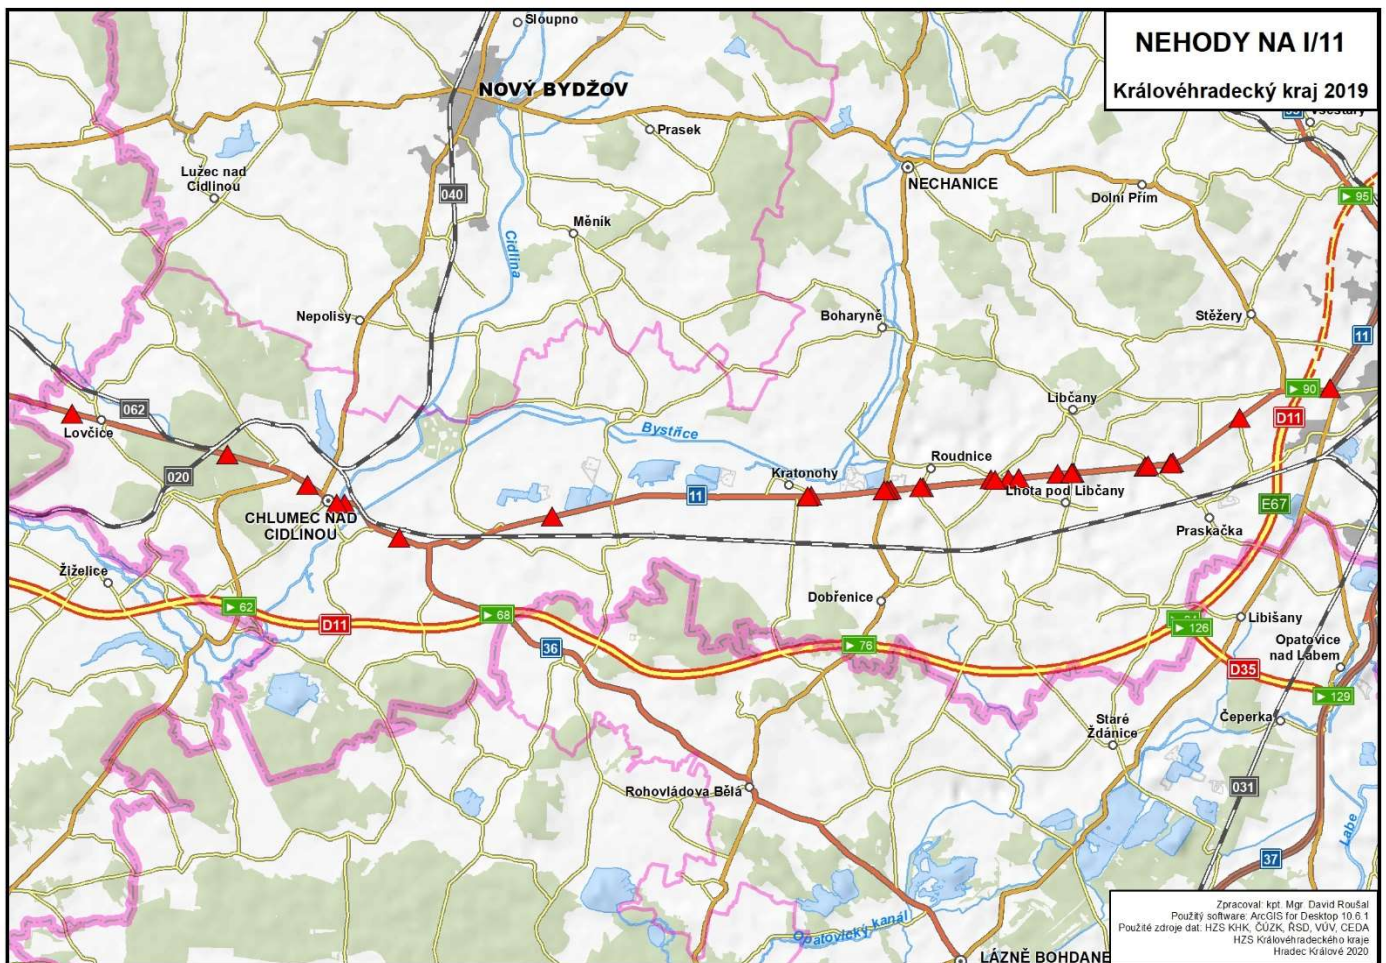 NEHODY NA I/11
Královéhradecký kraj 2019
Sloupno
NOVÝ BYDŽOV
Prasek
95
Lužec nad
Cidlinou
040
NECHANICE
Dolní Přím
Měník
Cidlina
Nepolisy
Boharyně
Stěžery
11
90
062
Lovčice
Libčany
D11
Bystřice
020
Kratonohy
Roudnice
11
Lhota pod Libčany
E67
CHLUMEC NAD
CIDLINOU
Praskačka
Žiželice
62
D11
68
Dobřenice
Libišany
126
76
36
Opatovice
nad Labem
D35
129
Čeperka
Staré
Ždánice
Rohovládova Bělá
031
Labe
37
Opatovický kanál
LÁZNĚ BOHDANE
Zpracoval: kpt. Mgr. David Roušal
Použitý software: ArcGIS for Desktop 10.6.1
Použité zdroje dat: HZS KHK, ČÚZK, ŘSD, VÚV, CEDA
HZS Královéhradeckého kraje
Hradec Králové 2020